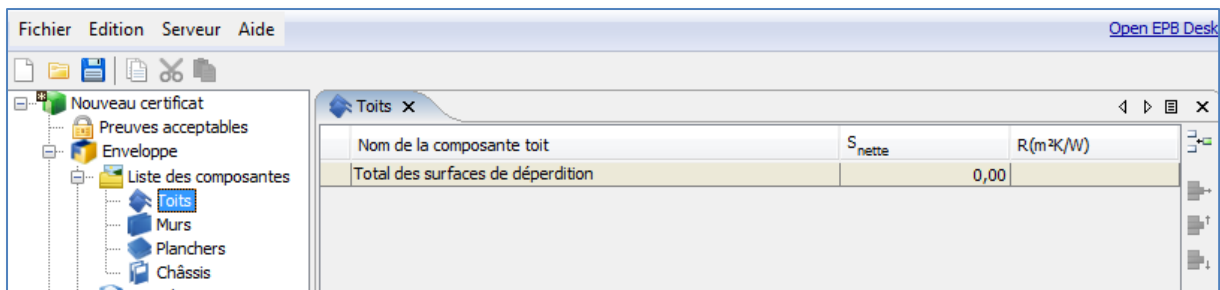 Fichier Edition Serveur Aide
Open EPB Desk
Nouveau certificat
Preuves acceptables
Enveloppe
Liste des composantes
Toits
Murs
Planchers
Châssis
Toits
Nom de la composante toit S nette R(m²K/W)
Total des surfaces de déperdition 0,00